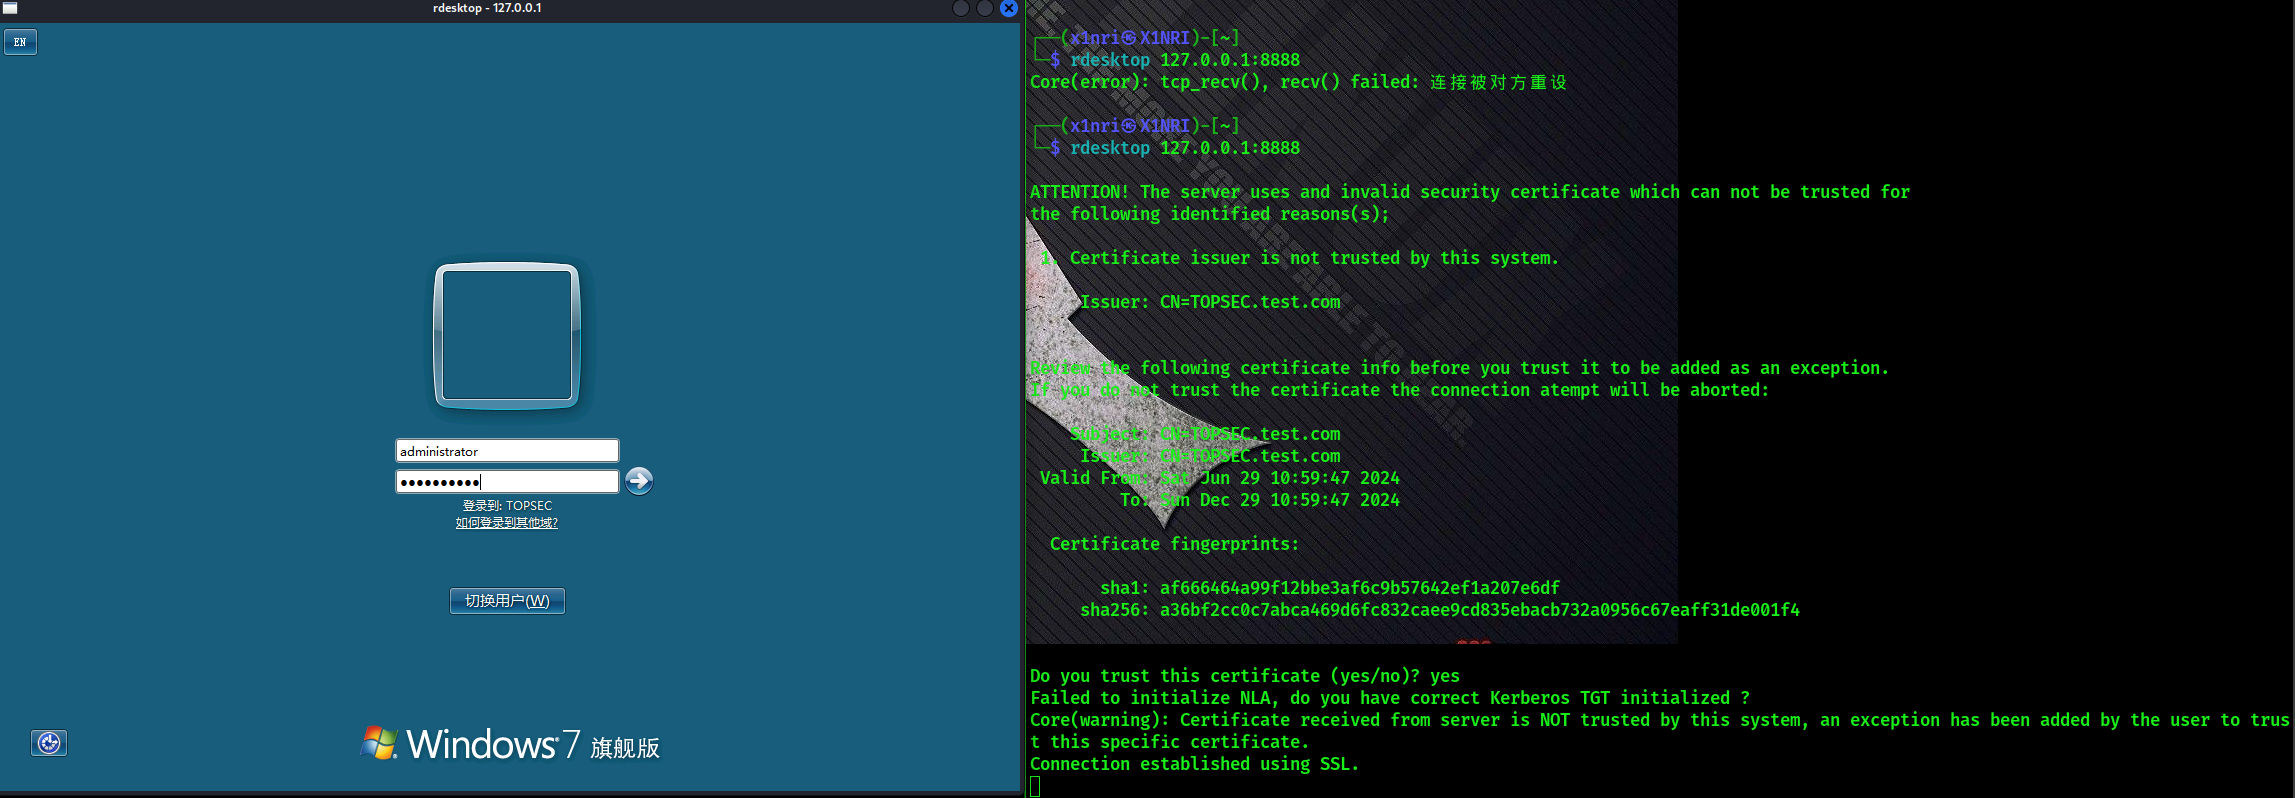 rdesktop - 127.0.0.1
EN
administrator
●●●●●●●●●●
登录到: TOPSEC
如何登录到其他域?
切换用户(W)
Windows 7 旗舰版
┌──(x1nri㉿X1NRI)-[~]
└─$ rdesktop 127.0.0.1:8888
Core(error): tcp_recv(), recv() failed: 连接被对方重设
┌──(x1nri㉿X1NRI)-[~]
└─$ rdesktop 127.0.0.1:8888
ATTENTION! The server uses and invalid security certificate which can not be trusted for
the following identified reasons(s);
1. Certificate issuer is not trusted by this system.
Issuer: CN=TOPSEC.test.com
Review the following certificate info before you trust it to be added as an exception.
If you do not trust the certificate the connection atempt will be aborted:
Subject: CN=TOPSEC.test.com
Issuer: CN=TOPSEC.test.com
Valid From: Sat Jun 29 10:59:47 2024
To: Sun Dec 29 10:59:47 2024
Certificate fingerprints:
sha1: af666464a99f12bbe3af6c9b57642ef1a207e6df
sha256: a36bf2cc0c7abca469d6fc832caee9cd835ebacb732a0956c67eaff31de001f4
Do you trust this certificate (yes/no)? yes
Failed to initialize NLA, do you have correct Kerberos TGT initialized ?
Core(warning): Certificate received from server is NOT trusted by this system, an exception has been added by the user to trus
t this specific certificate.
Connection established using SSL.